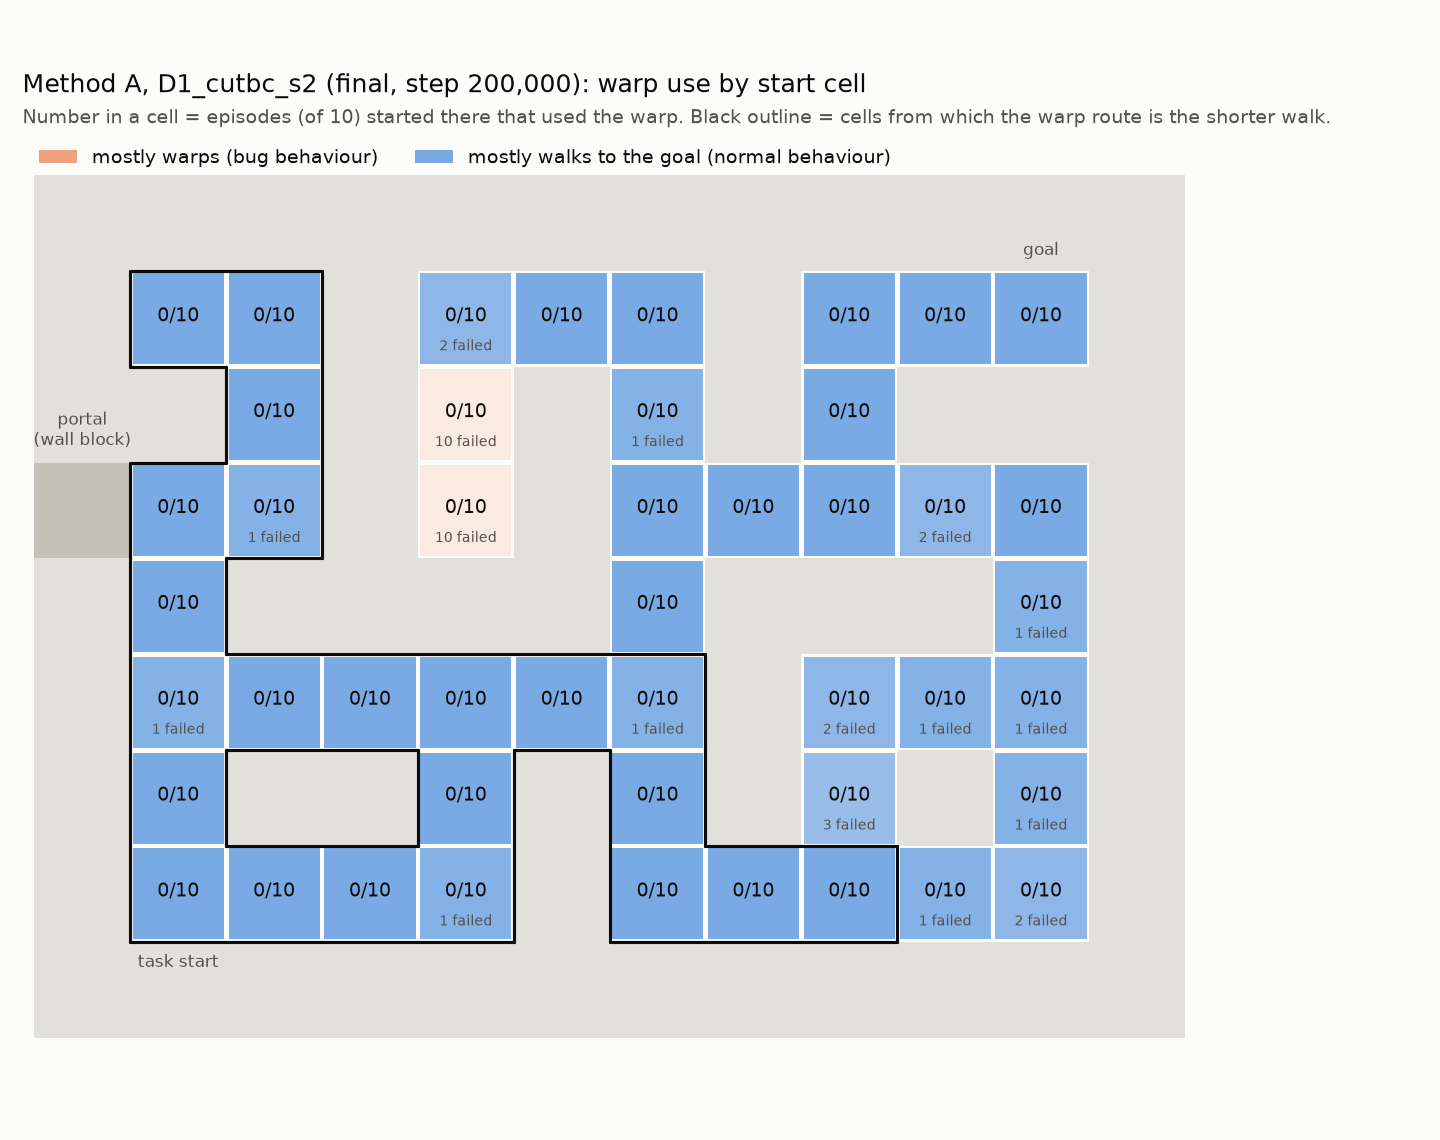 Method A, D1_cutbc_s2 (final, step 200,000): warp use by start cell
Number in a cell = episodes (of 10) started there that used the warp. Black outline = cells from which the warp route is the shorter walk.
mostly warps (bug behaviour) mostly walks to the goal (normal behaviour)
goal
0/10 0/10 0/10 0/10 0/10 0/10 0/10 0/10
2 failed
0/10 0/10 0/10 0/10
portal
(wall block)
10 failed 1 failed
0/10 0/10 0/10 0/10 0/10 0/10 0/10 0/10
1 failed 10 failed 2 failed
0/10 0/10 0/10
1 failed
0/10 0/10 0/10 0/10 0/10 0/10 0/10 0/10 0/10
1 failed 1 failed 2 failed 1 failed 1 failed
0/10 0/10 0/10 0/10 0/10
3 failed 1 failed
0/10 0/10 0/10 0/10 0/10 0/10 0/10 0/10 0/10
1 failed 1 failed 2 failed
task start